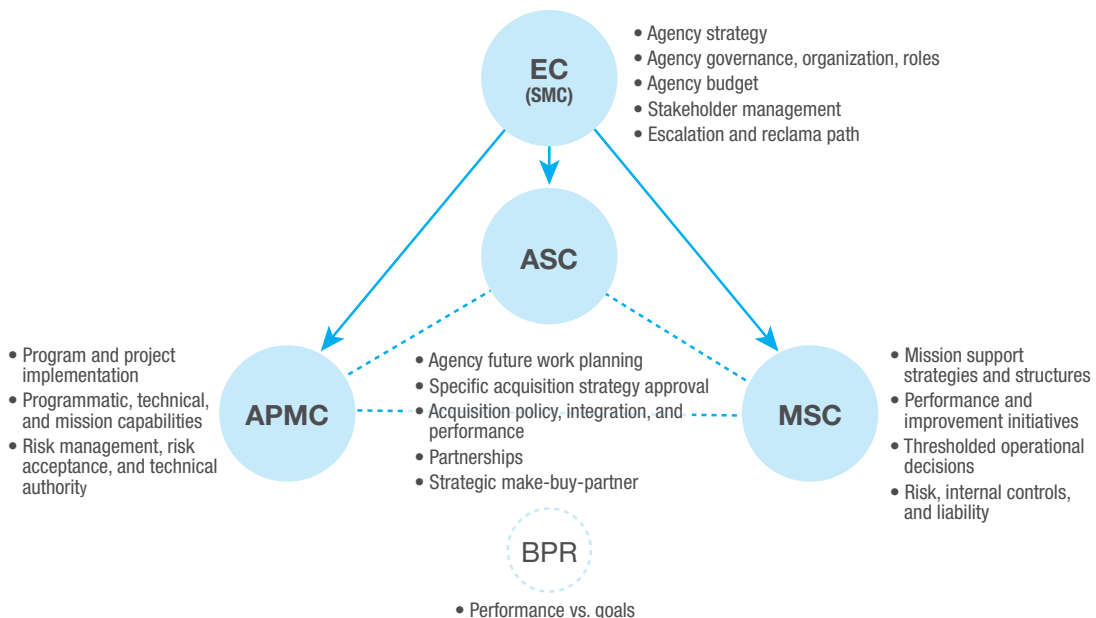 EC
(SMC)
• Agency strategy
• Agency governance, organization, roles
• Agency budget
• Stakeholder management
• Escalation and reclama path
ASC
• Program and project
implementation
• Programmatic, technical,
and mission capabilities
• Risk management, risk
acceptance, and technical
authority
APMC
• Agency future work planning
• Specific acquisition strategy approval
• Acquisition policy, integration, and
performance
• Partnerships
• Strategic make-buy-partner
MSC
• Mission support
strategies and structures
• Performance and
improvement initiatives
• Thresholded operational
decisions
• Risk, internal controls,
and liability
BPR
• Performance vs. goals